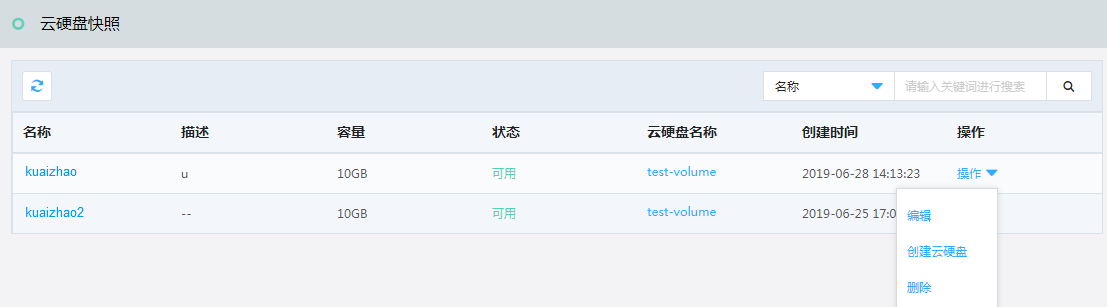 云硬盘快照
名称 请输入关键词进行搜索
名称 描述 容量 状态 云硬盘名称 创建时间 操作
kuaizhao u 10GB 可用 test-volume 2019-06-28 14:13:23 操作
kuaizhao2 -- 10GB 可用 test-volume 2019-06-25 17:0
编辑
创建云硬盘
删除